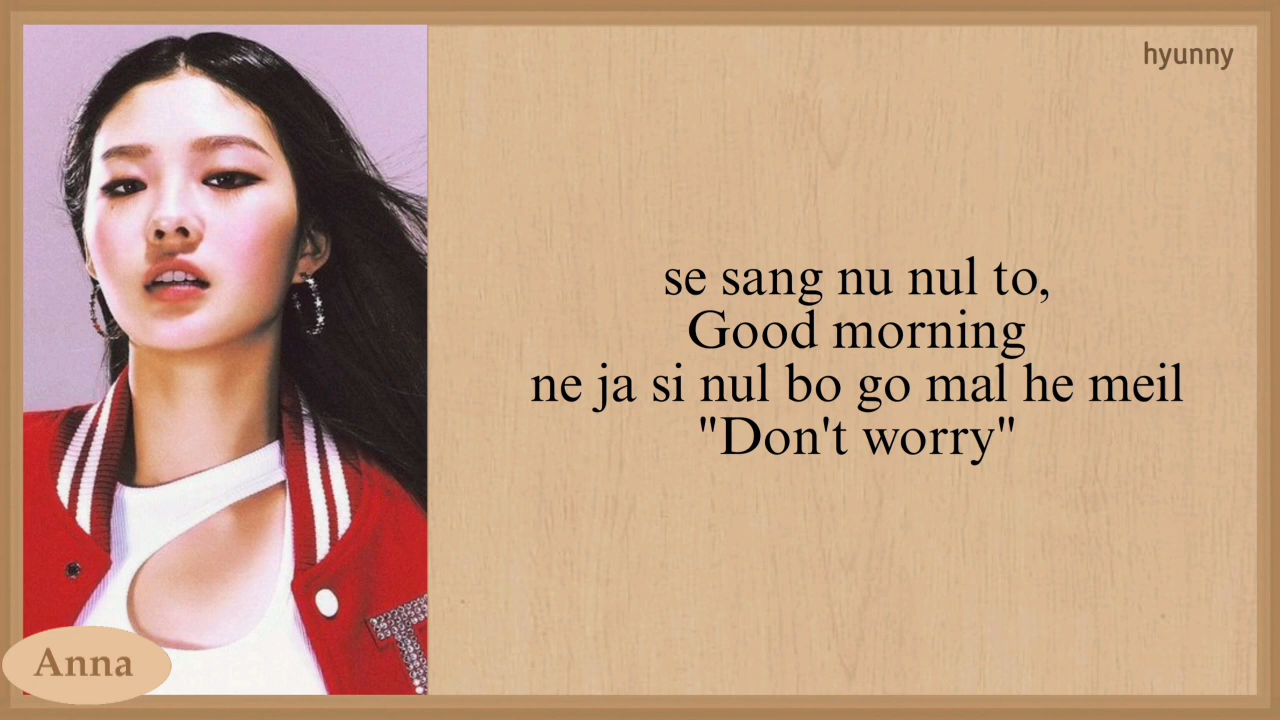 hyunny
se sang nu nul to,
Good morning
ne ja si nul bo go mal he meil
"Don't worry"
Anna